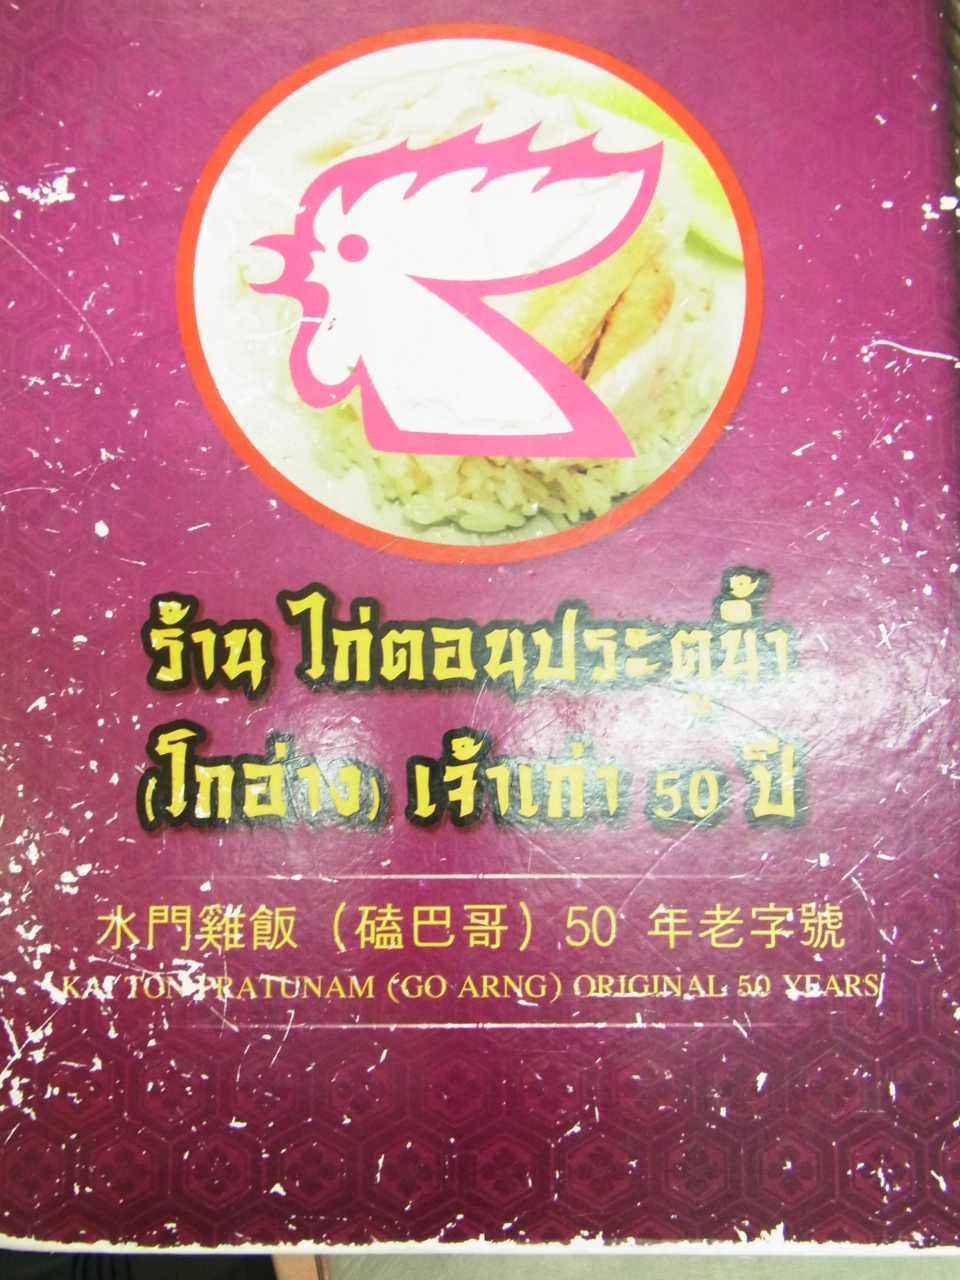 ร้าน ไก่ตอนประตูน้ำ
(โกอ่าง) เจ้าเก่า 50 ปี
水門雞飯（磕巴哥）50 年老字號
KAI TON PRATUNAM (GO ARNG) ORIGINAL 50 YEARS